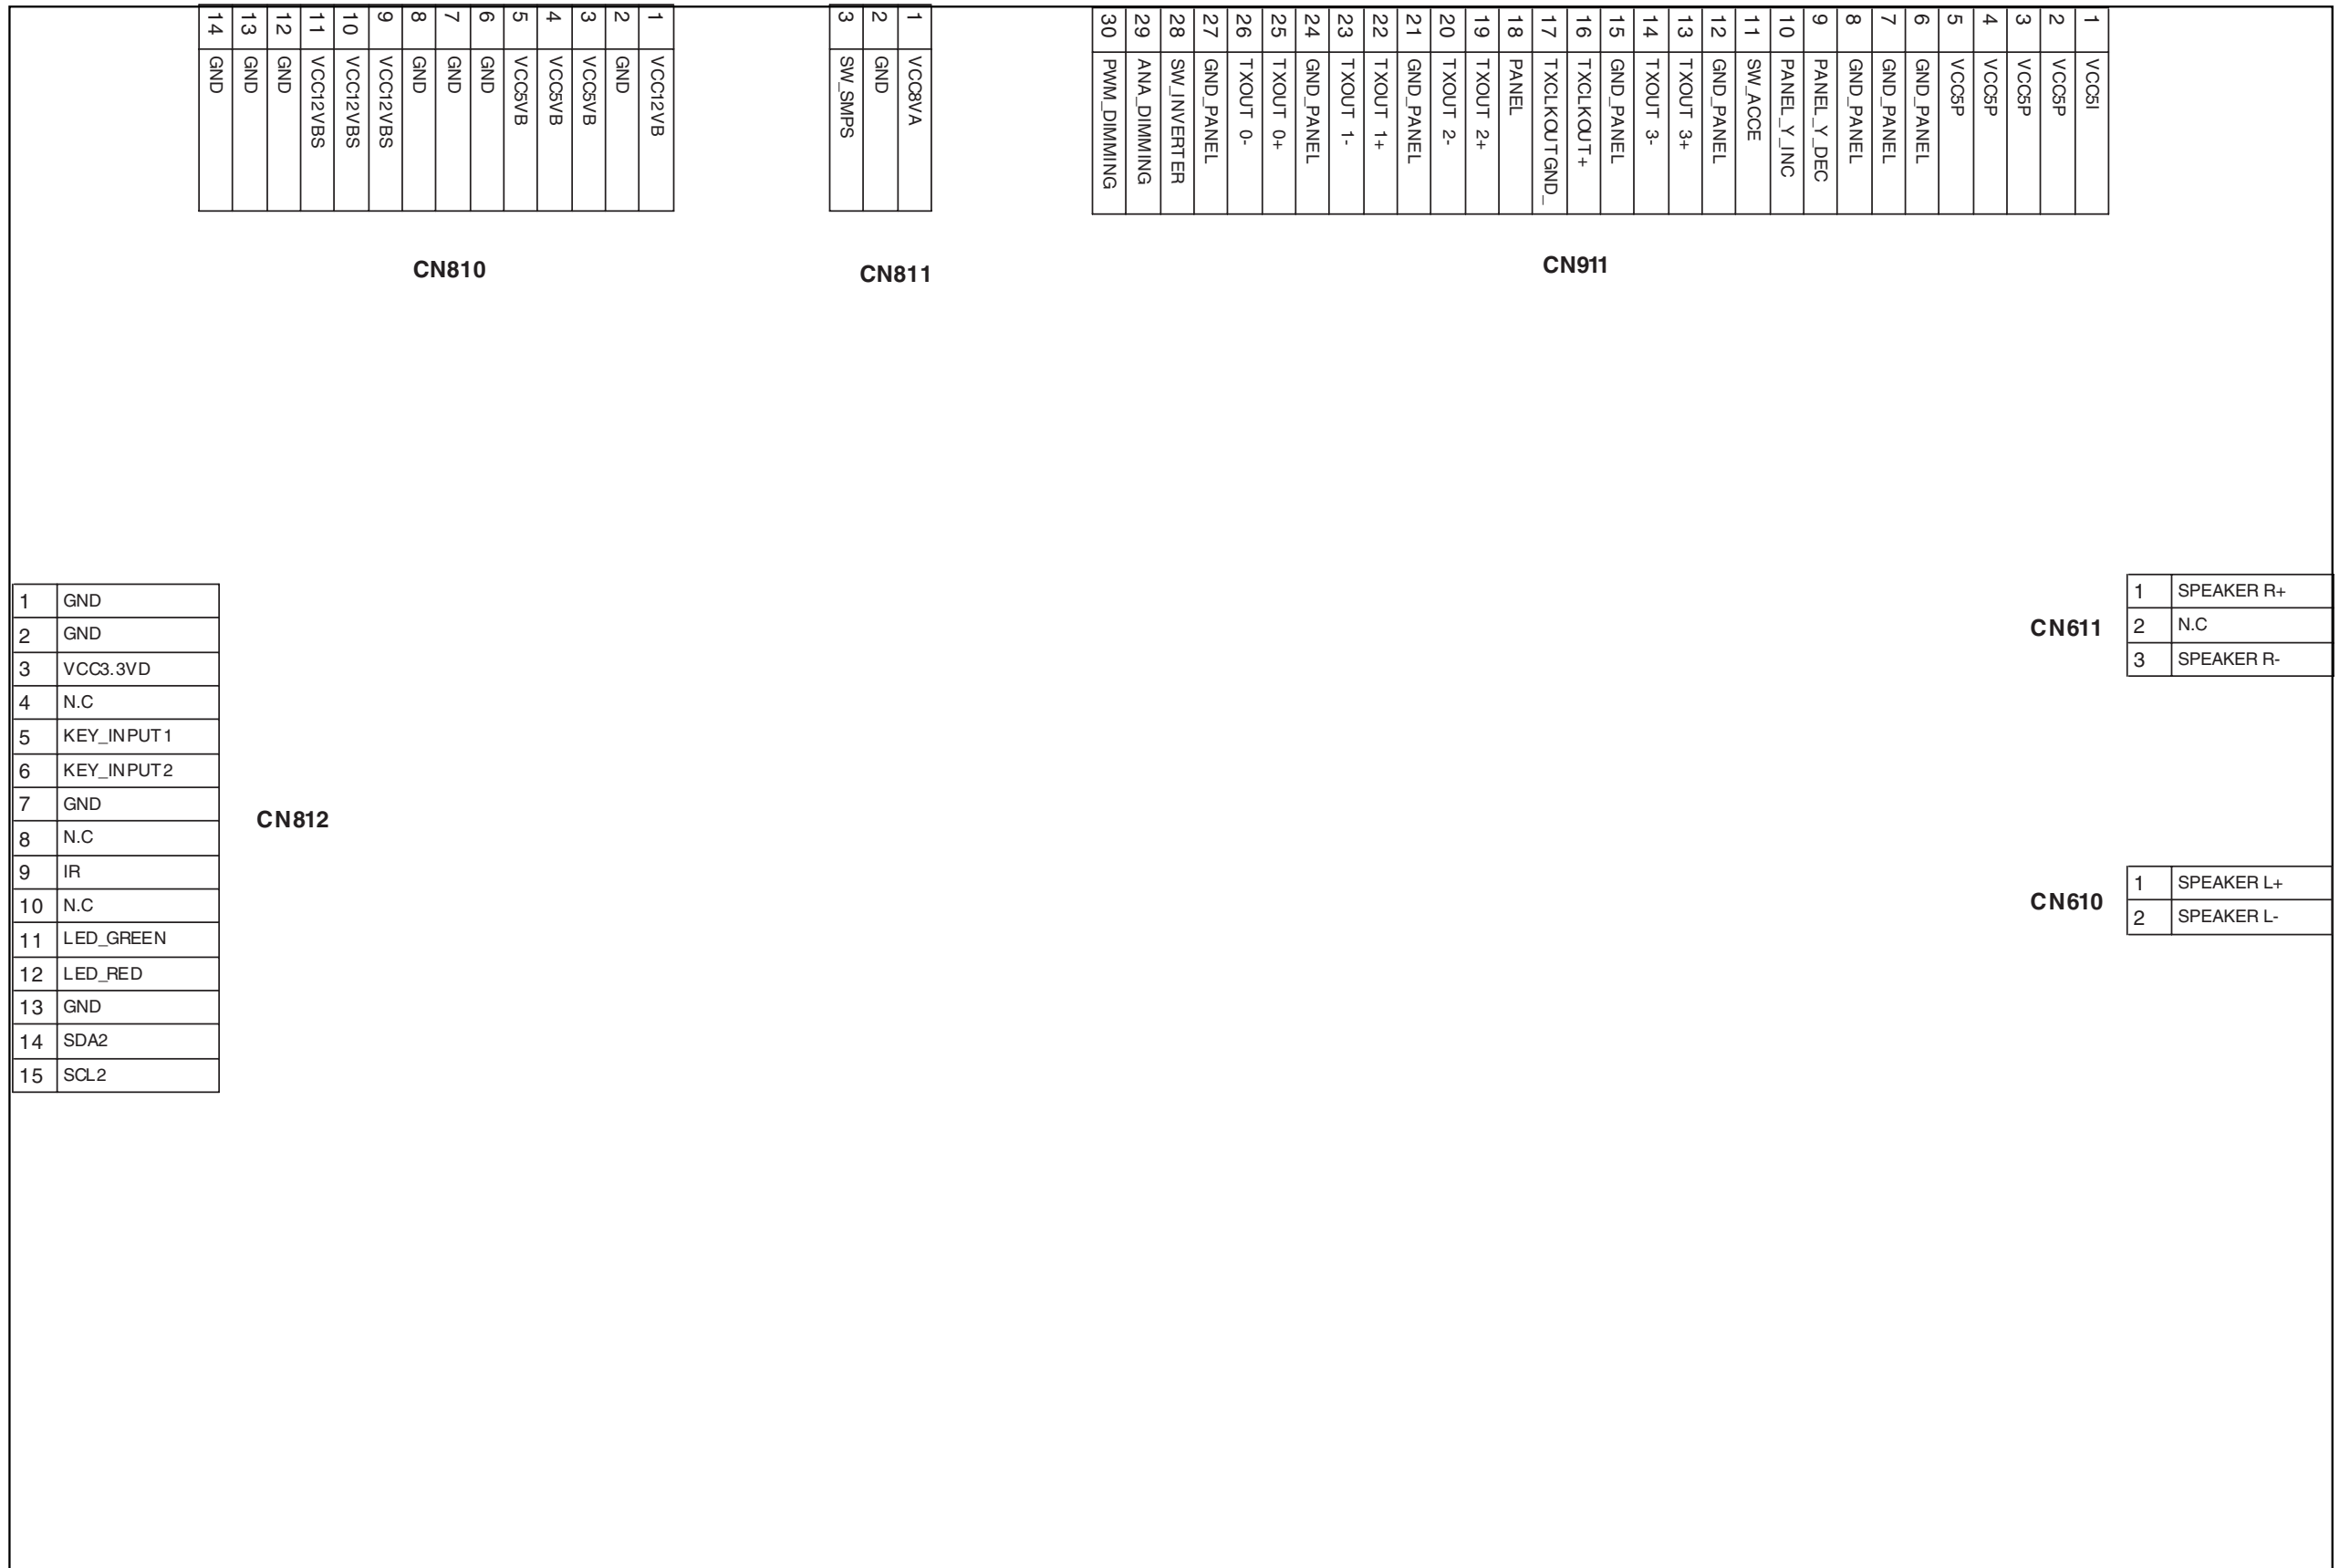 14 GND
13 GND
12 GND
11 VCC12VBS
10 VCC12VBS
9 VCC12VBS
8 GND
7 GND
6 GND
5 VCC5VB
4 VCC5VB
3 VCC5VB
2 GND
1 VCC12VB
CN810
3 SW_SMPS
2 GND
1 VCC8VA
CN811
30 PWM_DIMMING
29 ANA_DIMMING
28 SW_INVERTER
27 GND_PANEL
26 TXOUT 0-
25 TXOUT 0+
24 GND_PANEL
23 TXOUT 1-
22 TXOUT 1+
21 GND_PANEL
20 TXOUT 2-
19 TXOUT 2+
18 PANEL
17 TXCLKOUTGND_
16 TXCLKOUT+
15 GND_PANEL
14 TXOUT 3-
13 TXOUT 3+
12 GND_PANEL
11 SW_ACCE
10 PANEL_Y_INC
9 PANEL_Y_DEC
8 GND_PANEL
7 GND_PANEL
6 GND_PANEL
5 VCC5P
4 VCC5P
3 VCC5P
2 VCC5P
1 VCC5I
CN911
1 GND
2 GND
3 VCC3.3VD
4 N.C
5 KEY_INPUT1
6 KEY_INPUT2
7 GND
8 N.C
9 IR
10 N.C
11 LED_GREEN
12 LED_RED
13 GND
14 SDA2
15 SCL2
CN812
CN611
1 SPEAKER R+
2 N.C
3 SPEAKER R-
CN610
1 SPEAKER L+
2 SPEAKER L-